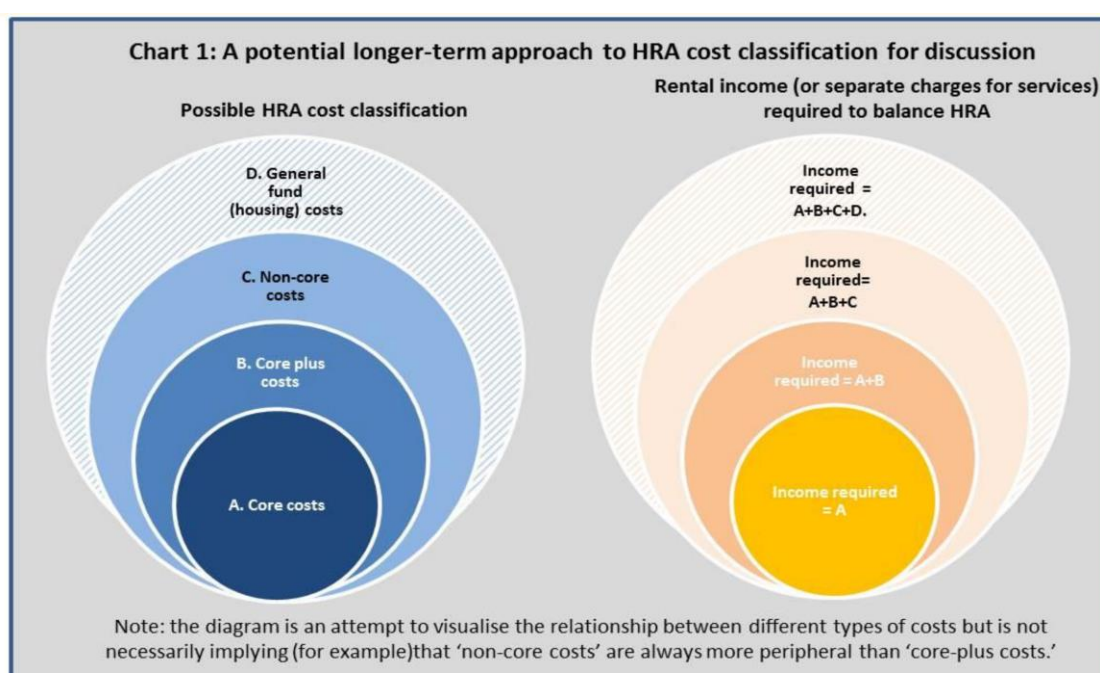 Chart 1: A potential longer-term approach to HRA cost classification for discussion
Possible HRA cost classification
D. General
fund
(housing) costs
C. Non-core
costs
B. Core plus
costs
A. Core costs
Rental income (or separate charges for services)
required to balance HRA
Income
required =
A+B+C+D.
Income
required=
A+B+C
Income
required = A+B
Income required
= A
Note: the diagram is an attempt to visualise the relationship between different types of costs but is not
necessarily implying (for example)that ‘non-core costs’ are always more peripheral than ‘core-plus costs.’